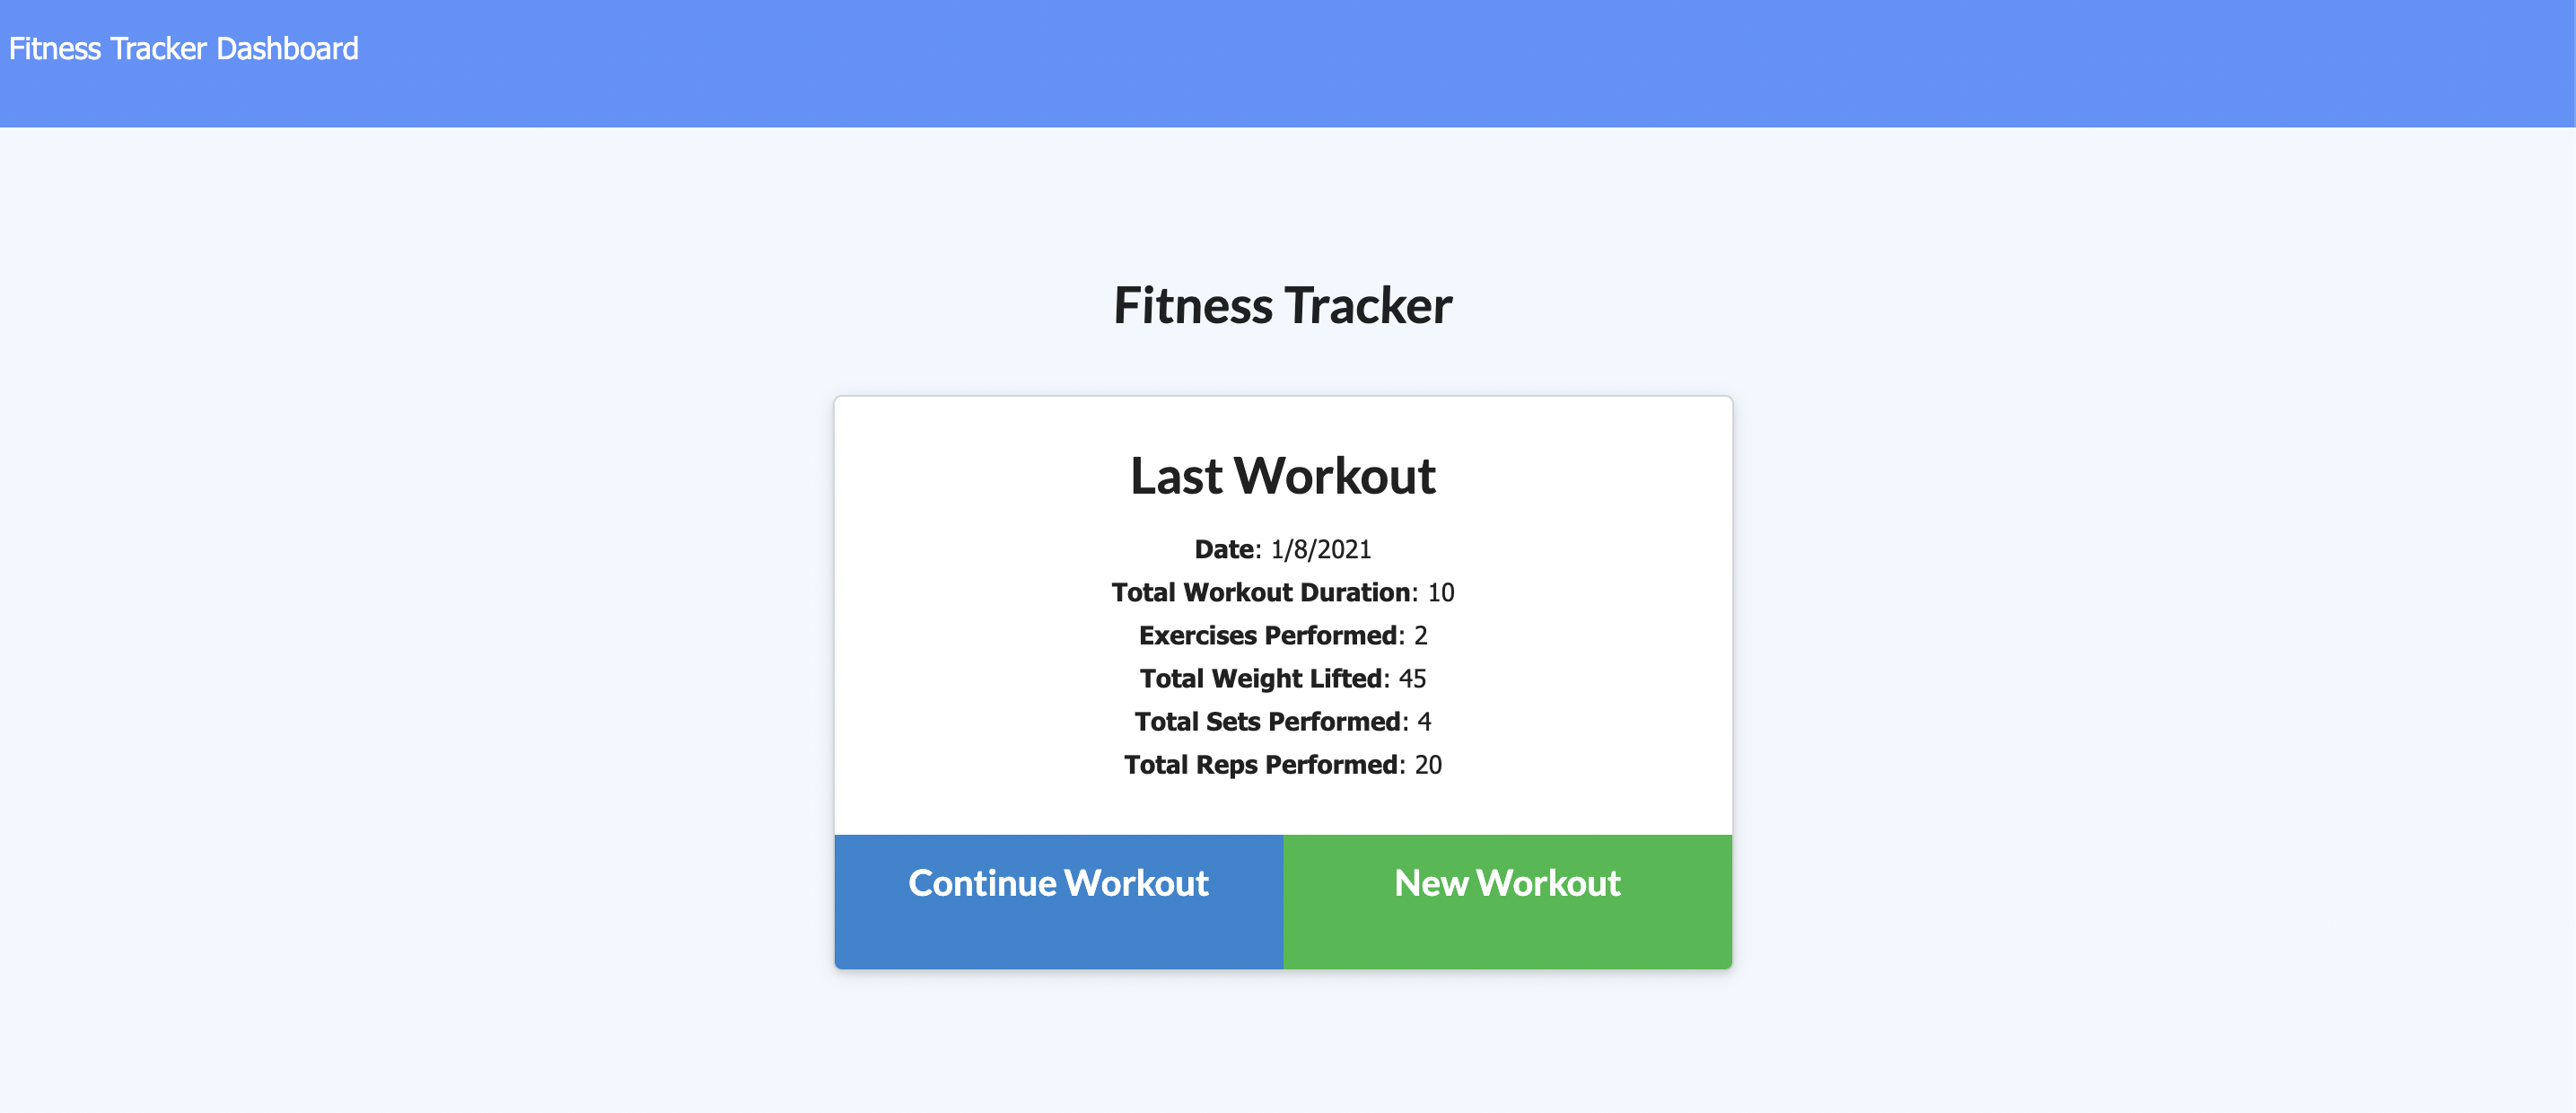 Fitness Tracker Dashboard
Fitness Tracker
Last Workout
Date: 1/8/2021
Total Workout Duration: 10
Exercises Performed: 2
Total Weight Lifted: 45
Total Sets Performed: 4
Total Reps Performed: 20
Continue Workout
New Workout